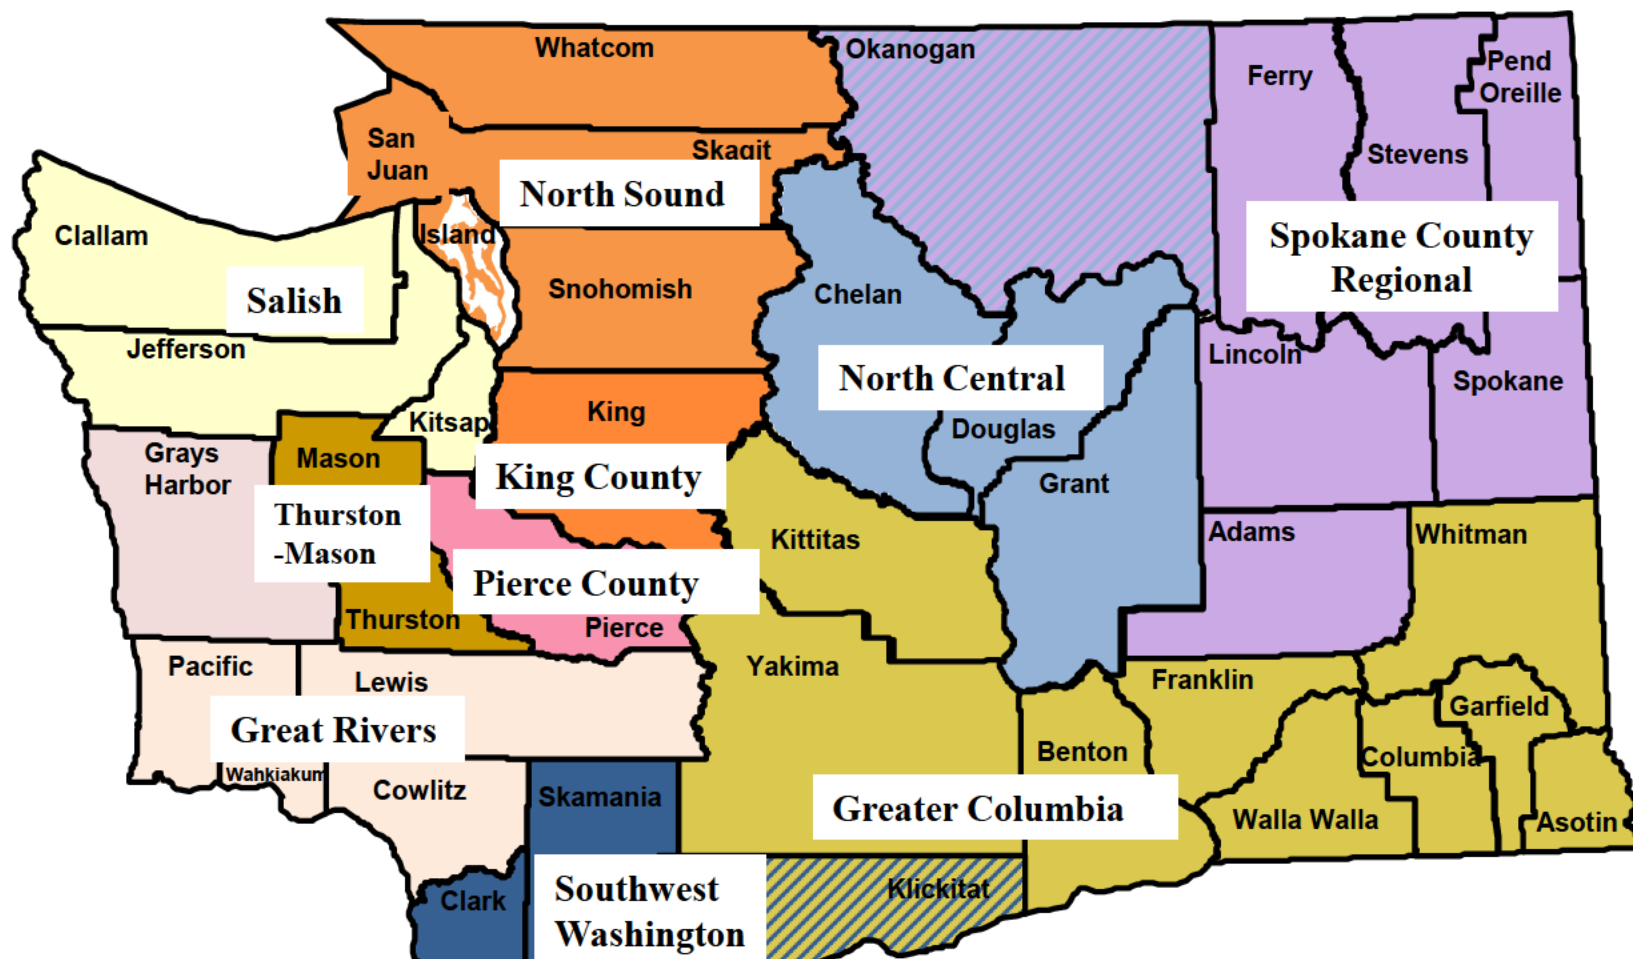 Whatcom
Okanogan
Ferry
Pend
Oreille
San
Juan
Skagit
Stevens
North Sound
Clallam
Island
Spokane County
Regional
Salish
Snohomish
Chelan
Jefferson
Lincoln
North Central
Spokane
King
Kitsap
Douglas
Grays
Harbor
Mason
King County
Grant
Thurston
-Mason
Kittitas
Adams
Whitman
Pierce County
Thurston
Pierce
Pacific
Lewis
Yakima
Franklin
Garfield
Great Rivers
Benton
Columbia
Wahkiakum
Cowlitz
Skamania
Greater Columbia
Walla Walla
Asotin
Clark
Southwest
Washington
Klickitat